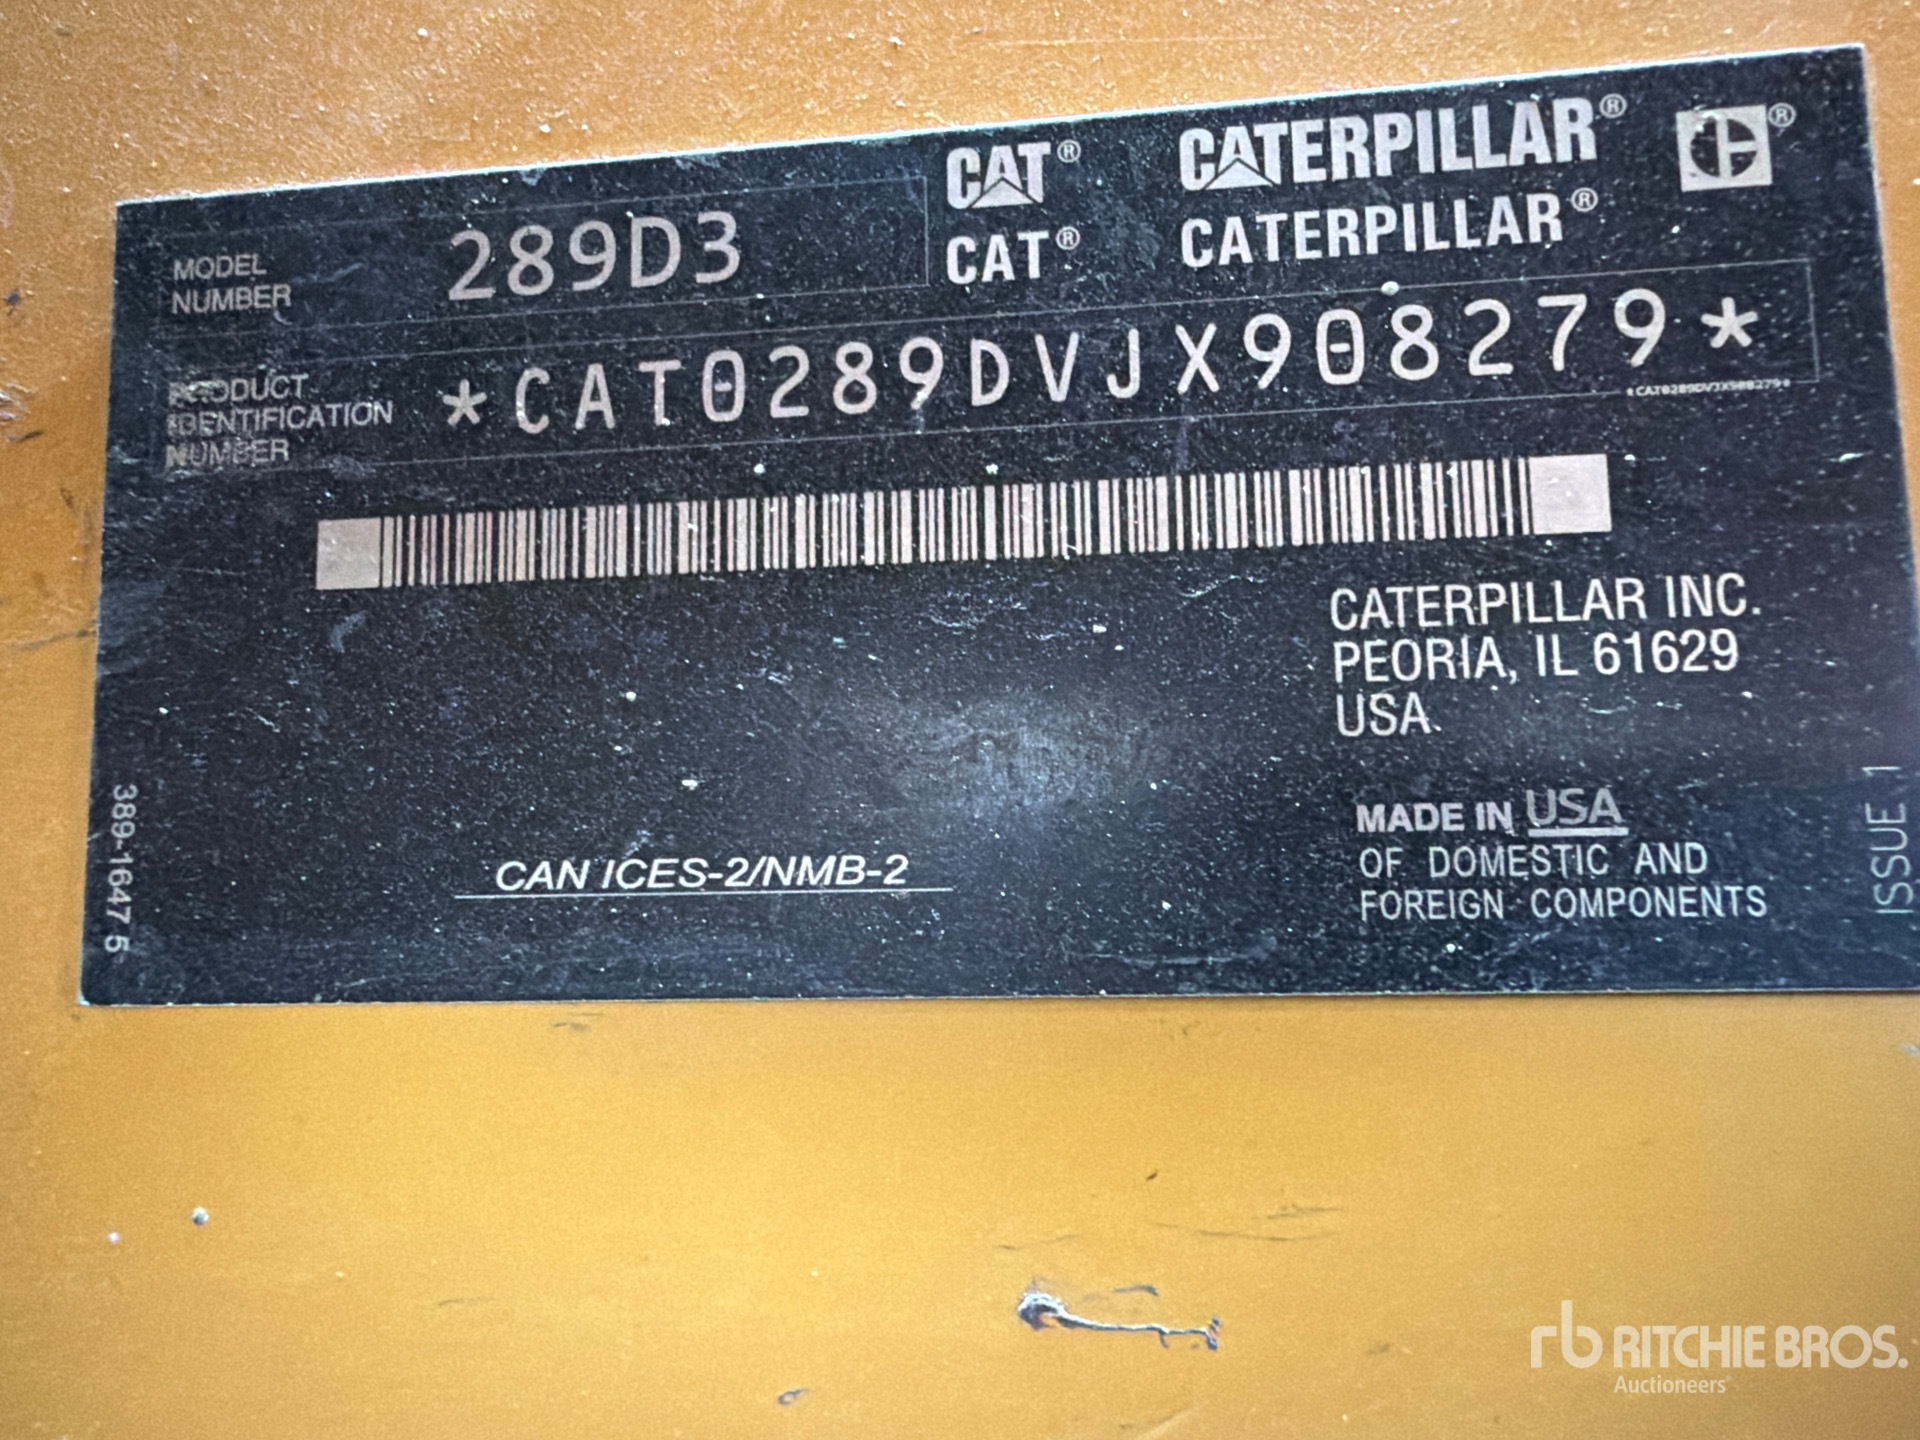 CAT® CATERPILLAR® ®
CAT® CATERPILLAR®
MODEL
NUMBER
289D3
PRODUCT
IDENTIFICATION
NUMBER
*CAT0289DVJX908279*
*CAT0289DVJX908279*
CATERPILLAR INC.
PEORIA, IL 61629
USA
MADE IN USA
OF DOMESTIC AND
FOREIGN COMPONENTS
CAN ICES-2/NMB-2
389-1647 5
ISSUE 1
rb RITCHIE BROS.
Auctioneers